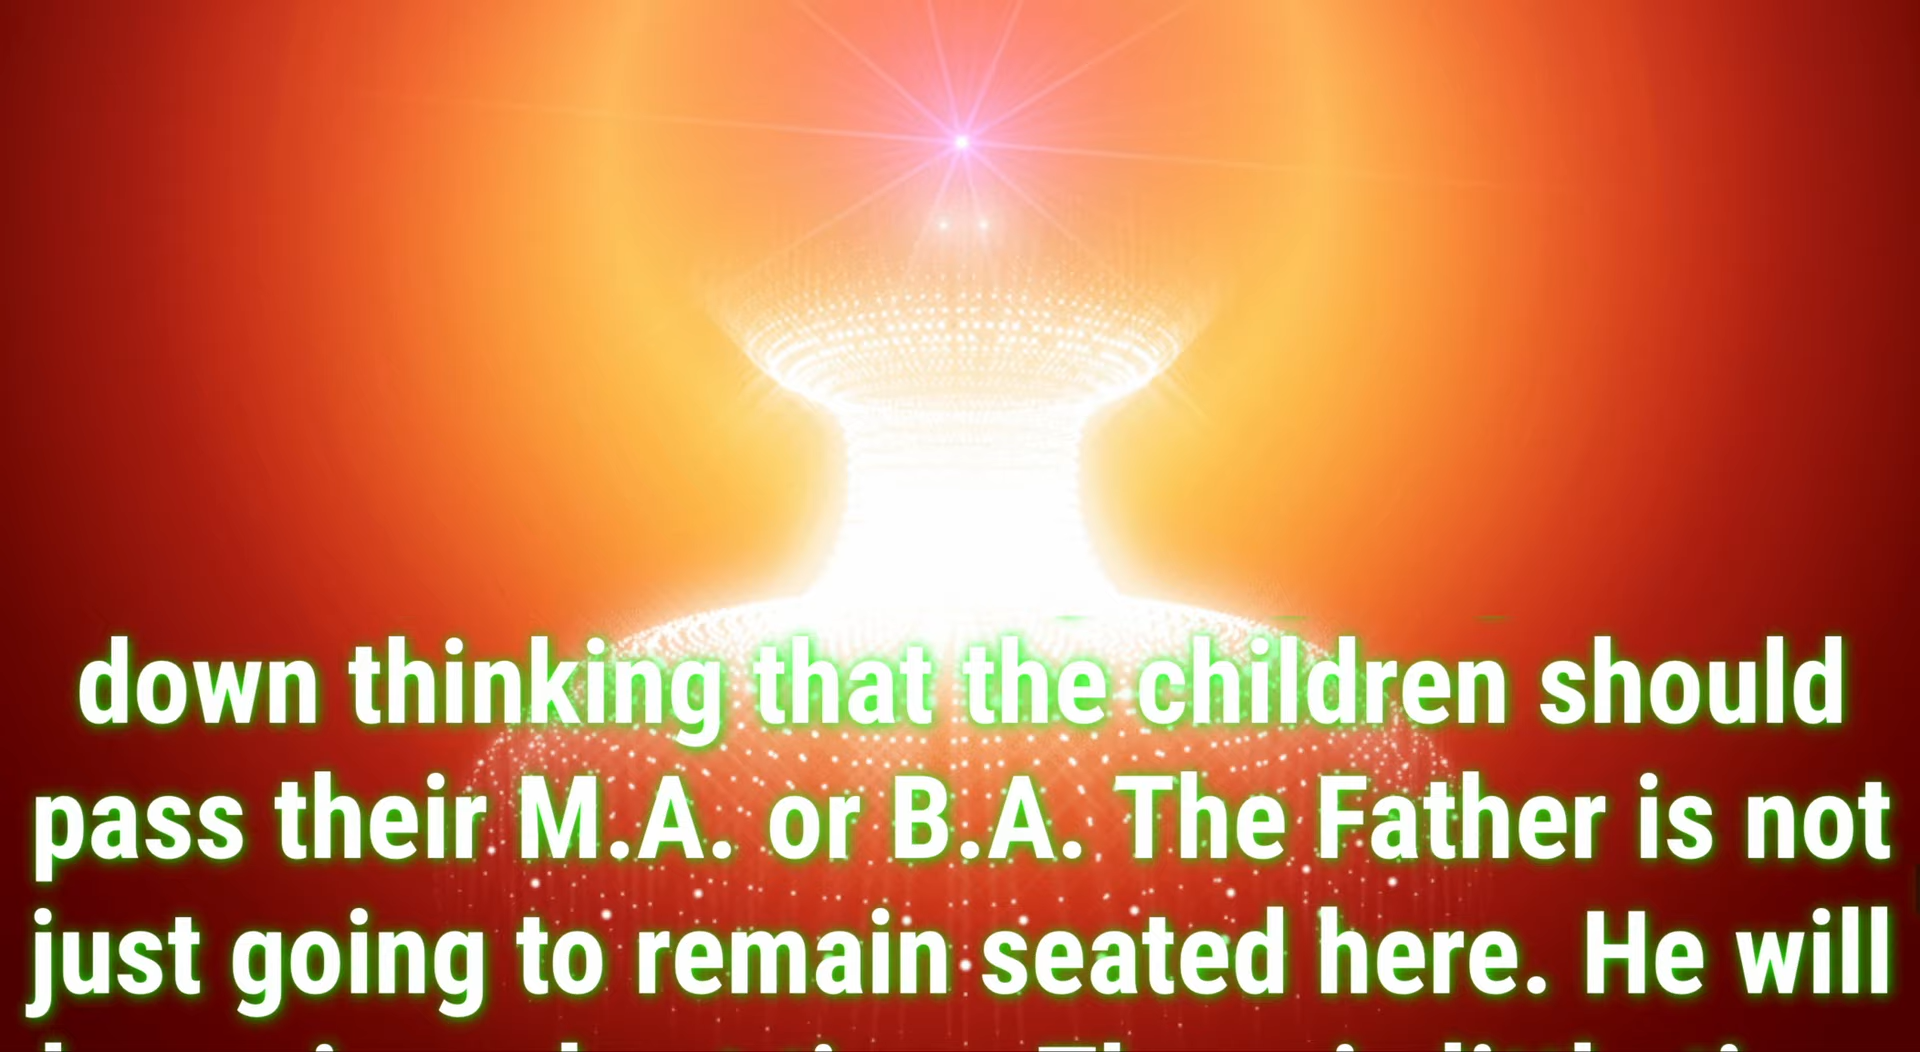 down thinking that the children should
pass their M.A. or B.A. The Father is not
just going to remain seated here. He will